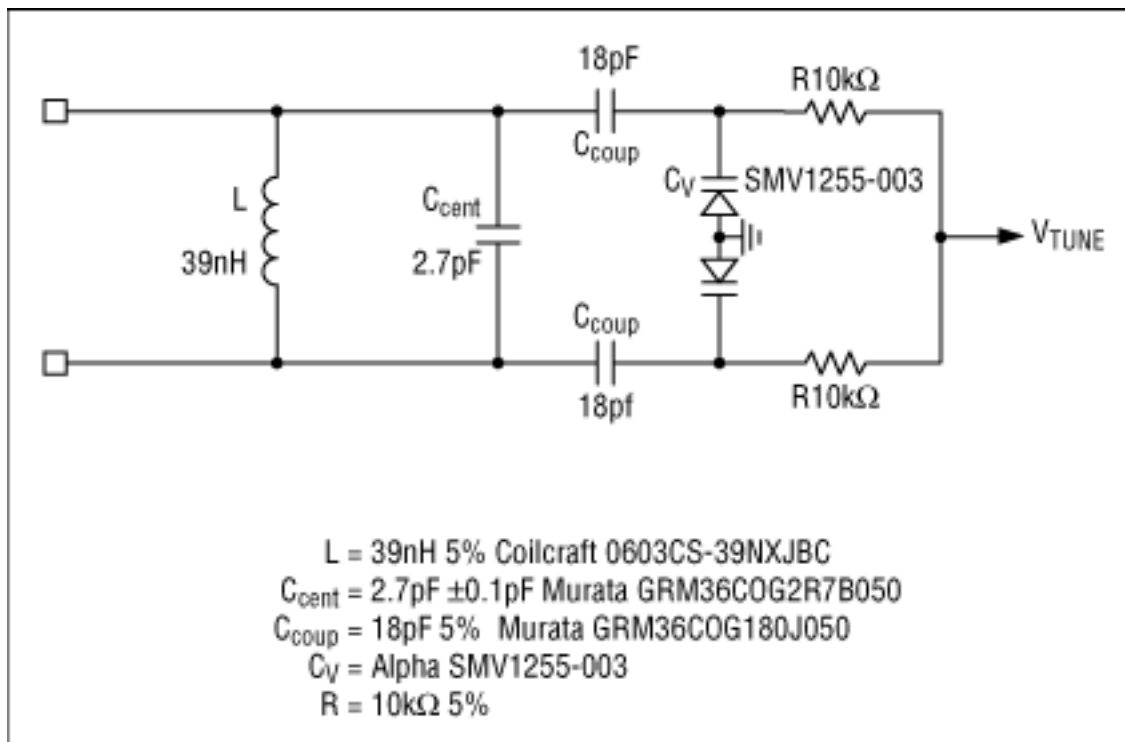 18pF
R10kΩ
Ccoup
CV SMV1255-003
L
Ccent
39nH
2.7pF
VTUNE
Ccoup
18pf
R10kΩ
L = 39nH 5% Coilcraft 0603CS-39NXJBC
Ccent = 2.7pF ±0.1pF Murata GRM36COG2R7B050
Ccoup = 18pF 5% Murata GRM36COG180J050
CV = Alpha SMV1255-003
R = 10kΩ 5%